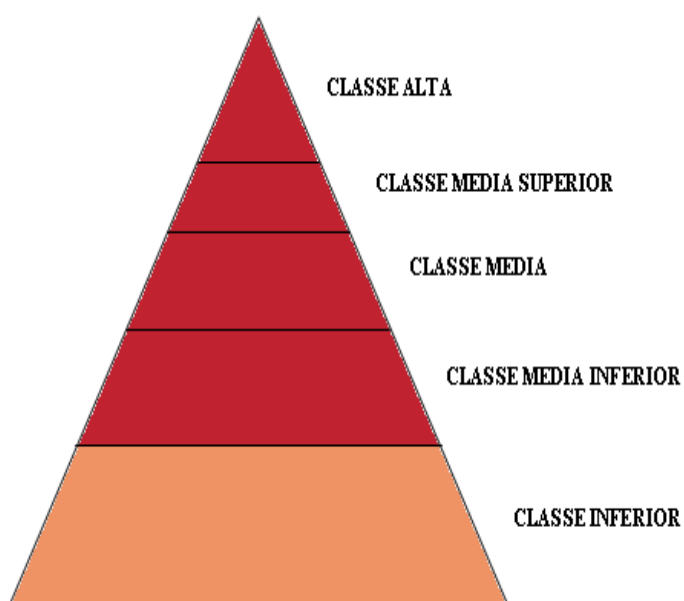 CLASSE ALTA
CLASSE MEDIA SUPERIOR
CLASSE MEDIA
CLASSE MEDIA INFERIOR
CLASSE INFERIOR